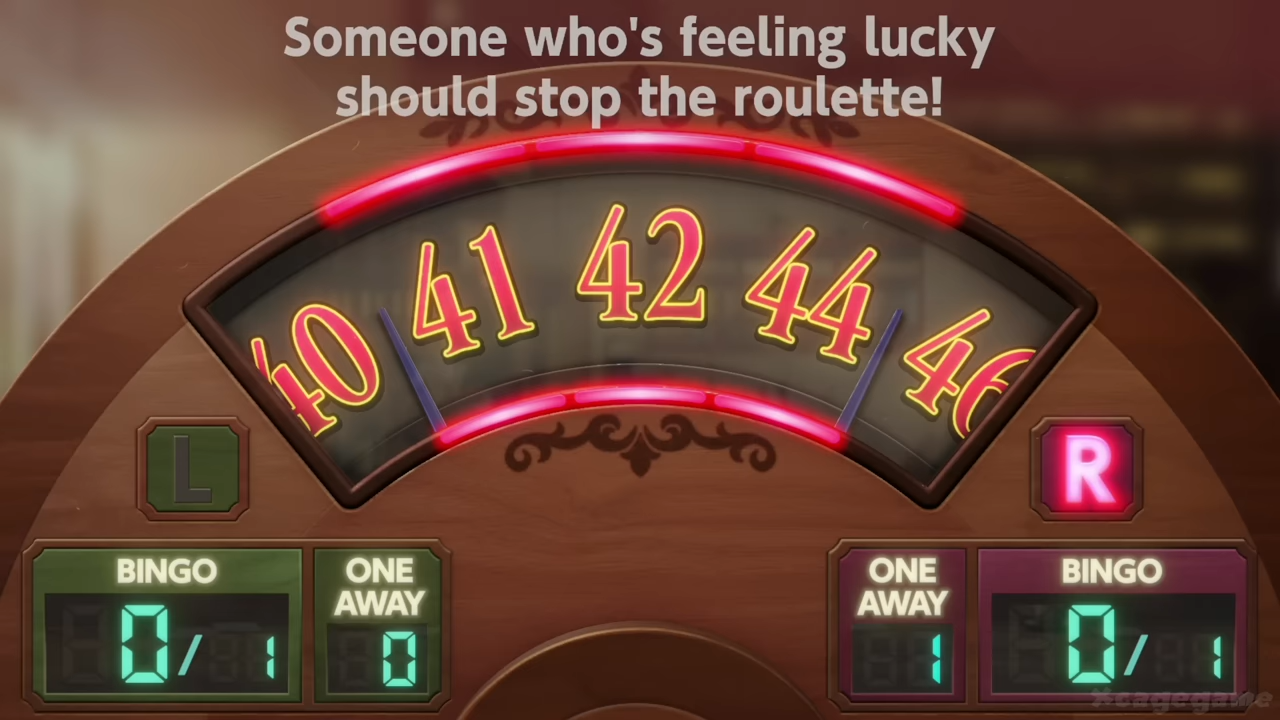 Someone who's feeling lucky
should stop the roulette!
40 41 42 44 46
L
R
BINGO
0/1
ONE
AWAY
0
ONE
AWAY
1
BINGO
0/1
Xcagegame